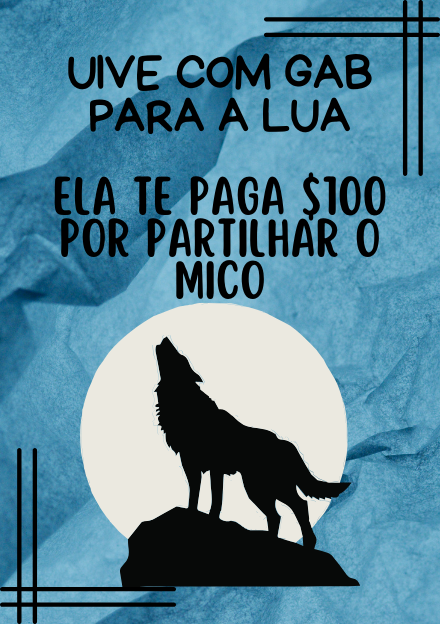 UIVE COM GAB
PARA A LUA
ELA TE PAGA $100
POR PARTILHAR O
MICO